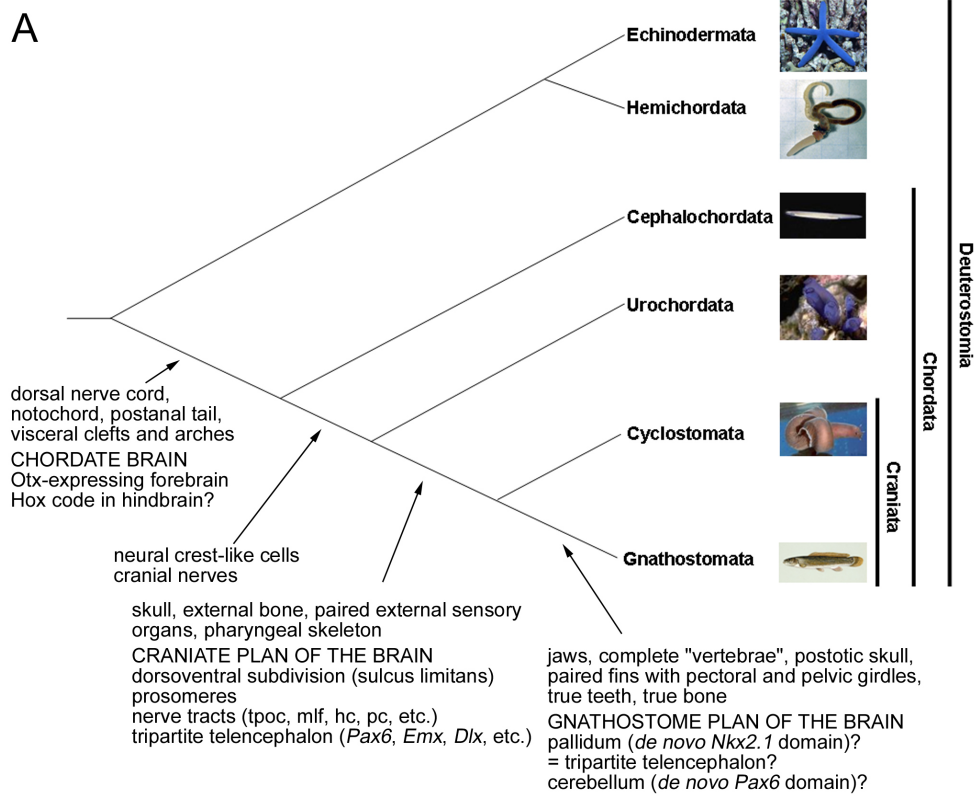 A
Echinodermata
Hemichordata
Cephalochordata
Urochordata
Cyclostomata
Gnathostomata
Craniata
Chordata
Deuterostomia
dorsal nerve cord,
notochord, postanal tail,
visceral clefts and arches
CHORDATE BRAIN
Otx-expressing forebrain
Hox code in hindbrain?
neural crest-like cells
cranial nerves
skull, external bone, paired external sensory
organs, pharyngeal skeleton
CRANIATE PLAN OF THE BRAIN
dorsoventral subdivision (sulcus limitans)
prosomeres
nerve tracts (tpoc, mlf, hc, pc, etc.)
tripartite telencephalon (Pax6, Emx, Dlx, etc.)
jaws, complete "vertebrae", postotic skull,
paired fins with pectoral and pelvic girdles,
true teeth, true bone
GNATHOSTOME PLAN OF THE BRAIN
pallidum (de novo Nkx2.1 domain)?
= tripartite telencephalon?
cerebellum (de novo Pax6 domain)?